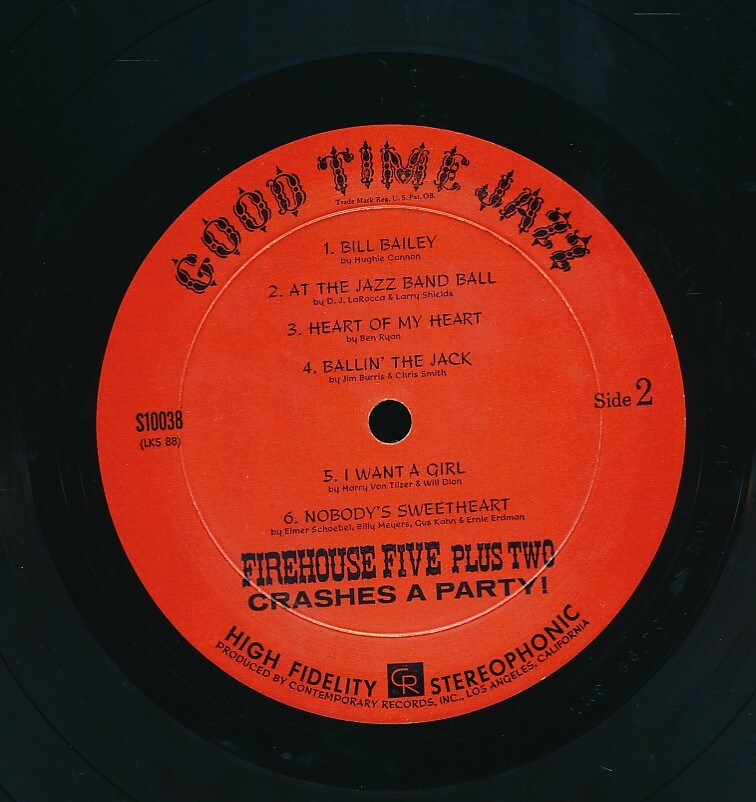 GOOD TIME JAZZ
Trade Mark Reg. U. S. Pat. Off.
1. BILL BAILEY
by Hughie Cannon
2. AT THE JAZZ BAND BALL
by D. J. LaRocca & Larry Shields
3. HEART OF MY HEART
by Ben Ryan
4. BALLIN' THE JACK
by Jim Burris & Chris Smith
S10038
(LKS 88)
Side 2
5. I WANT A GIRL
by Harry Von Tilzer & Will Dion
6. NOBODY'S SWEETHEART
by Elmer Schoebel, Billy Meyers, Gus Kahn & Ernie Erdman
FIREHOUSE FIVE PLUS TWO
CRASHES A PARTY!
HIGH FIDELITY CR STEREOPHONIC
PRODUCED BY CONTEMPORARY RECORDS, INC., LOS ANGELES, CALIFORNIA